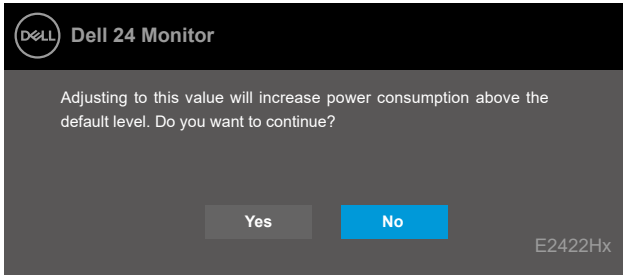 DELL Dell 24 Monitor
Adjusting to this value will increase power consumption above the
default level. Do you want to continue?
Yes No
E2422Hx